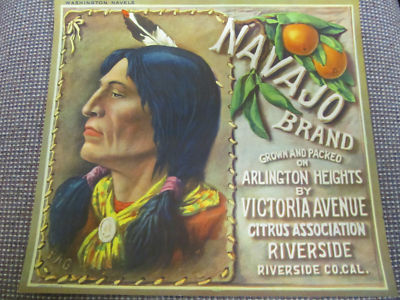 WASHINGTON NAVELS
NAVAJO
BRAND
GROWN AND PACKED
ON
ARLINGTON HEIGHTS
BY
VICTORIA AVENUE
CITRUS ASSOCIATION
RIVERSIDE
RIVERSIDE CO. CAL.